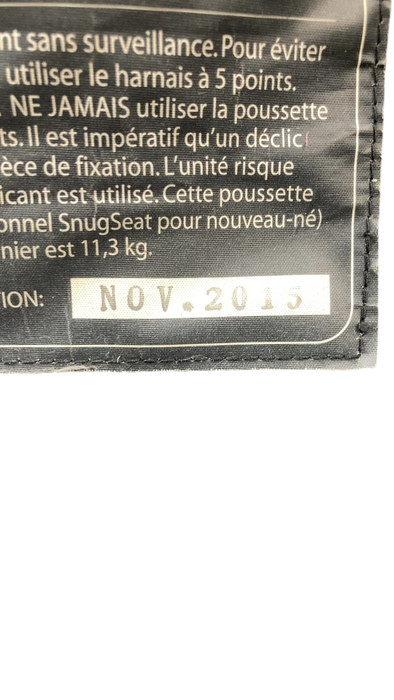 nt sans surveillance. Pour éviter
utiliser le harnais à 5 points.
. NE JAMAIS utiliser la poussette
ts. Il est impératif qu’un déclic
èce de fixation. L’unité risque
icant est utilisé. Cette poussette
onnel SnugSeat pour nouveau-né)
nier est 11,3 kg.
ION: NOV.2015